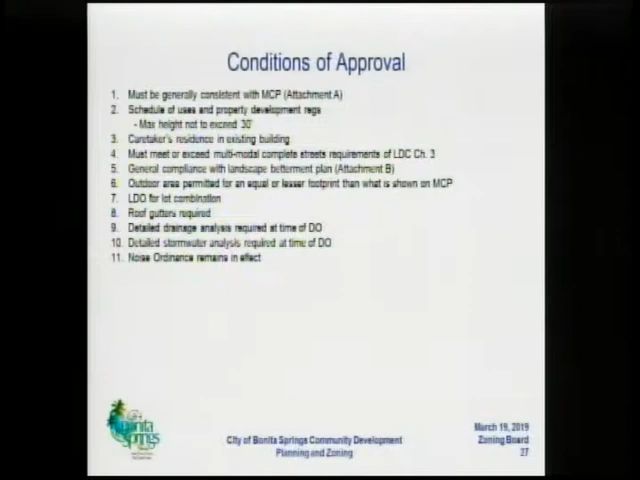 Conditions of Approval
1. Must be generally consistent with MCP (Attachment A)
2. Schedule of uses and property development regs
- Max height not to exceed 30'
3. Caretaker's residence in existing building
4. Must meet or exceed multi-modal complete streets requirements of LDC Ch. 3
5. General compliance with landscape betterment plan (Attachment B)
6. Outdoor area permitted for an equal or lesser footprint than what is shown on MCP
7. LDO for lot combination
8. Roof gutters required
9. Detailed drainage analysis required at time of DO
10. Detailed stormwater analysis required at time of DO
11. Noise Ordinance remains in effect
Bonita
Springs
City of Bonita Springs Community Development
Planning and Zoning
March 19, 2019
Zoning Board
27